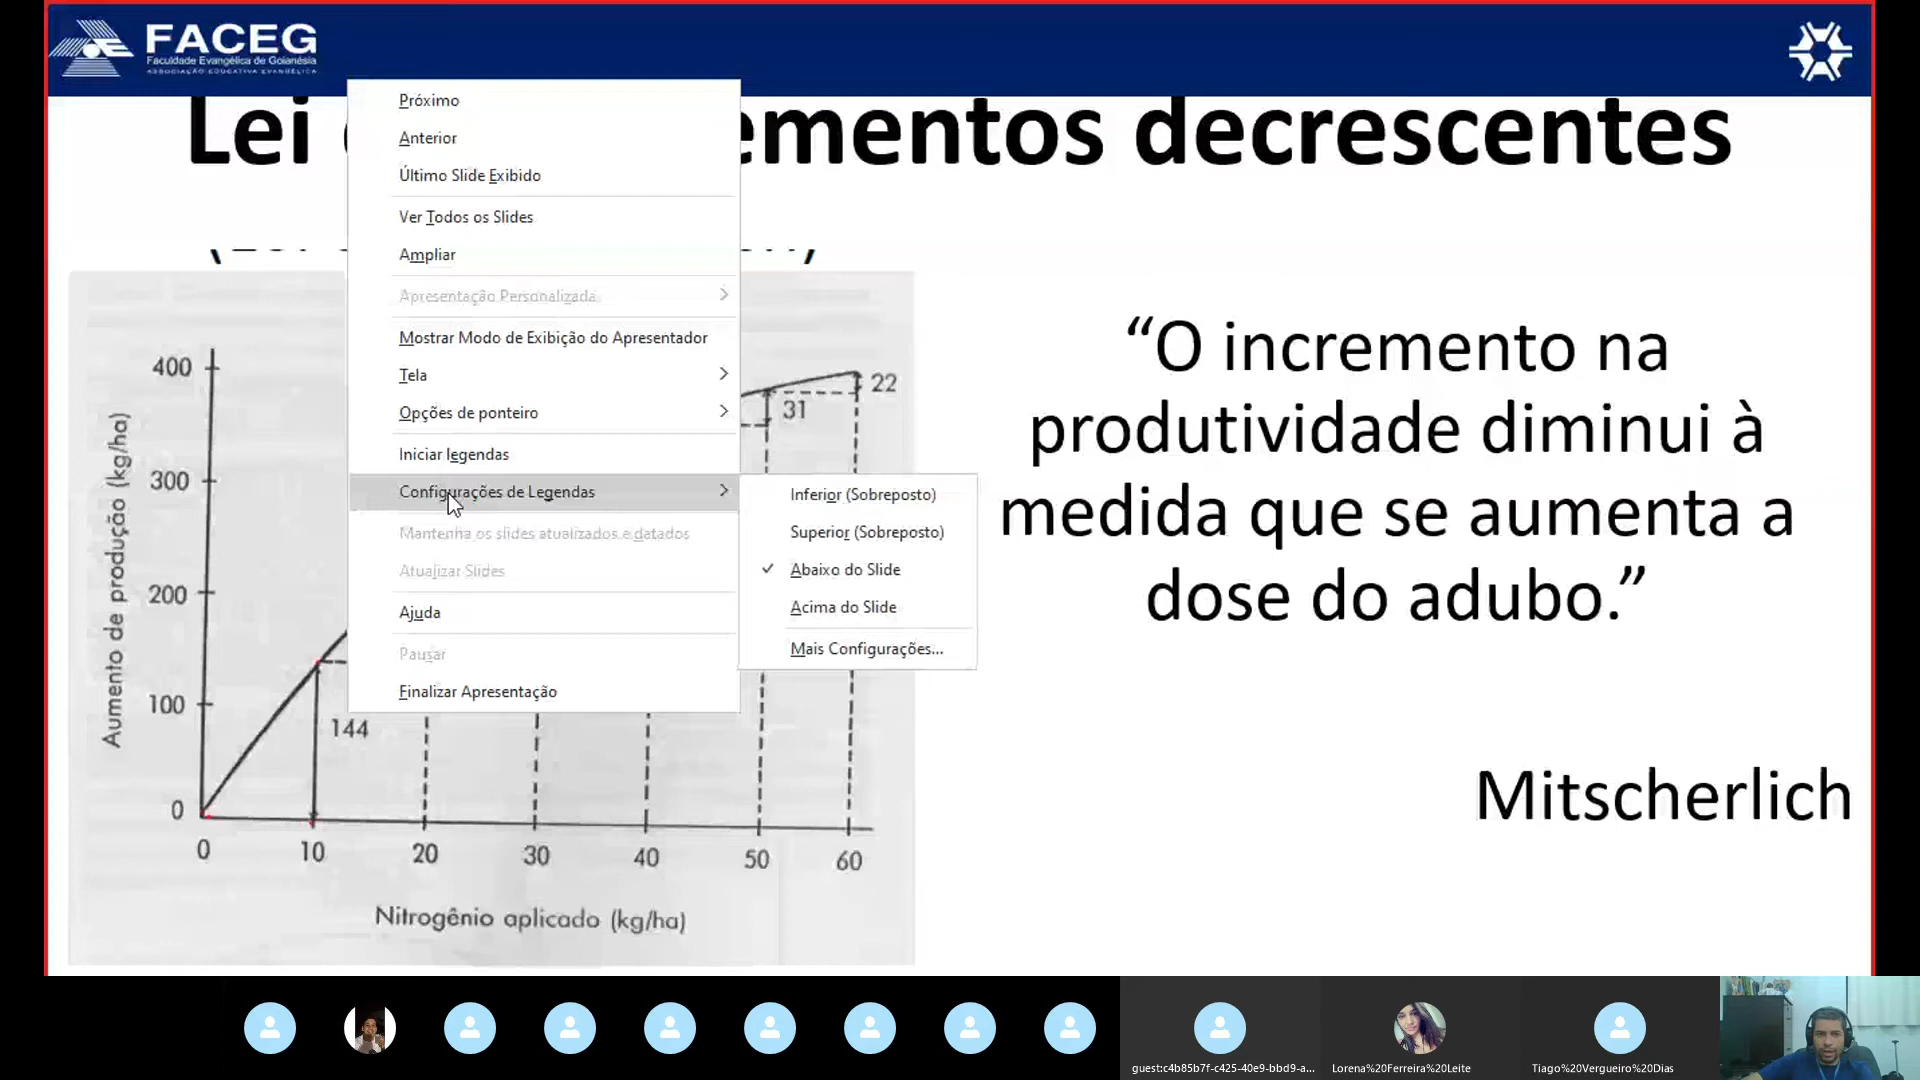 FACEG
Faculdade Evangélica de Goianésia
ASSOCIAÇÃO EDUCATIVA EVANGÉLICA
Lei ementos decrescentes
Próximo
Anterior
Último Slide Exibido
Ver Todos os Slides
Ampliar
Apresentação Personalizada
Mostrar Modo de Exibição do Apresentador
Tela
Opções de ponteiro
Iniciar legendas
Configurações de Legendas
Mantenha os slides atualizados e datados
Atualizar Slides
Ajuda
Pausar
Finalizar Apresentação
Inferior (Sobreposto)
Superior (Sobreposto)
Abaixo do Slide
Acima do Slide
Mais Configurações...
Aumento de produção (kg/ha)
400
300
200
100
0
144
31
22
0 10 20 30 40 50 60
Nitrogênio aplicado (kg/ha)
“O incremento na
produtividade diminui à
medida que se aumenta a
dose do adubo.”
Mitscherlich
guest:c4b85b7f-c425-40e9-bbd9-a...
Lorena%20Ferreira%20Leite
Tiago%20Vergueiro%20Dias